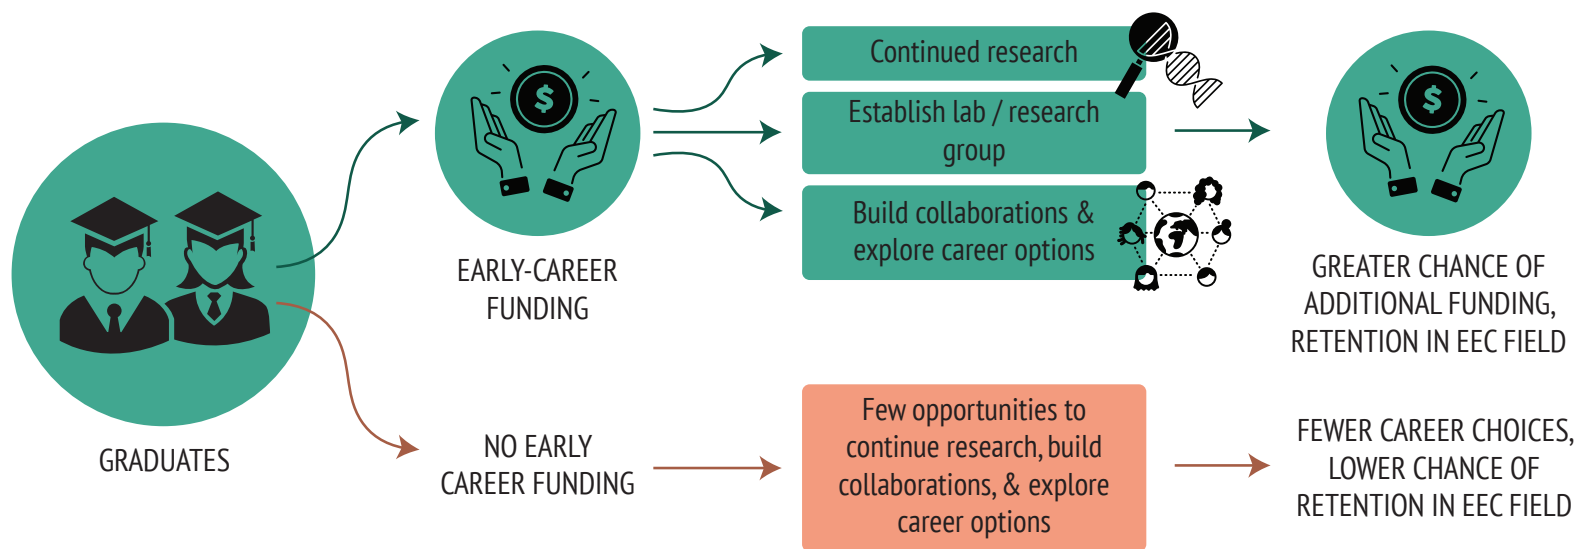 GRADUATES
$
EARLY-CAREER
FUNDING
Continued research
Establish lab / research
group
Build collaborations &
explore career options
$
GREATER CHANCE OF
ADDITIONAL FUNDING,
RETENTION IN EEC FIELD
NO EARLY
CAREER FUNDING
Few opportunities to
continue research, build
collaborations, & explore
career options
FEWER CAREER CHOICES,
LOWER CHANCE OF
RETENTION IN EEC FIELD